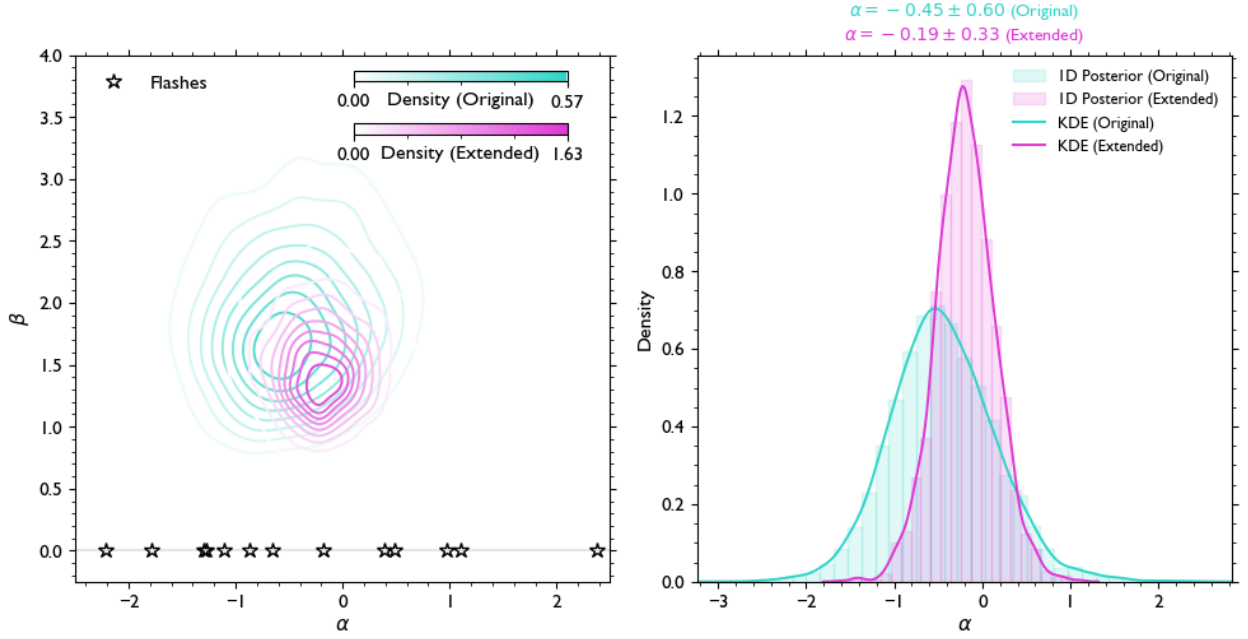 α = − 0.45 ± 0.60 (Original)
α = − 0.19 ± 0.33 (Extended)
4.0
3.5
3.0
2.5
2.0
1.5
1.0
0.5
0.0
β
Flashes
0.00 Density (Original) 0.57
0.00 Density (Extended) 1.63
−2 −1 0 1 2
α
1D Posterior (Original)
1D Posterior (Extended)
KDE (Original)
KDE (Extended)
1.2
1.0
0.8
0.6
0.4
0.2
0.0
Density
−3 −2 −1 0 1 2
α